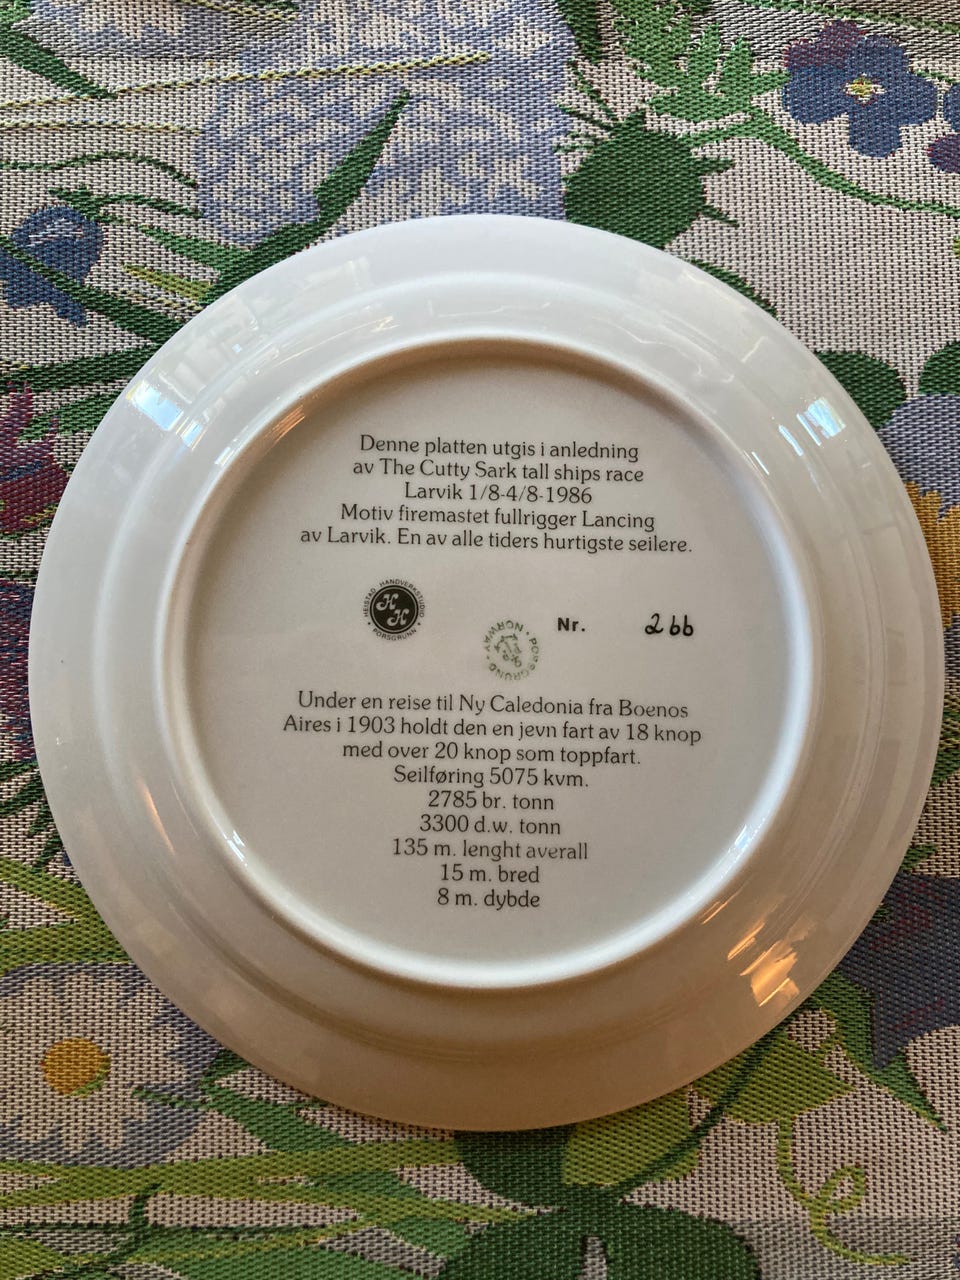 Denne platten utgis i anledning
av The Cutty Sark tall ships race
Larvik 1/8-4/8-1986
Motiv firemastet fullrigger Lancing
av Larvik. En av alle tiders hurtigste seilere.
HEISTAD HANDVERKSTUDIO
HH
• PORSGRUNN •
• PORSGRUND •
NORWAY
Nr. 266
Under en reise til Ny Caledonia fra Boenos
Aires i 1903 holdt den en jevn fart av 18 knop
med over 20 knop som toppfart.
Seilføring 5075 kvm.
2785 br. tonn
3300 d.w. tonn
135 m. lenght averall
15 m. bred
8 m. dybde